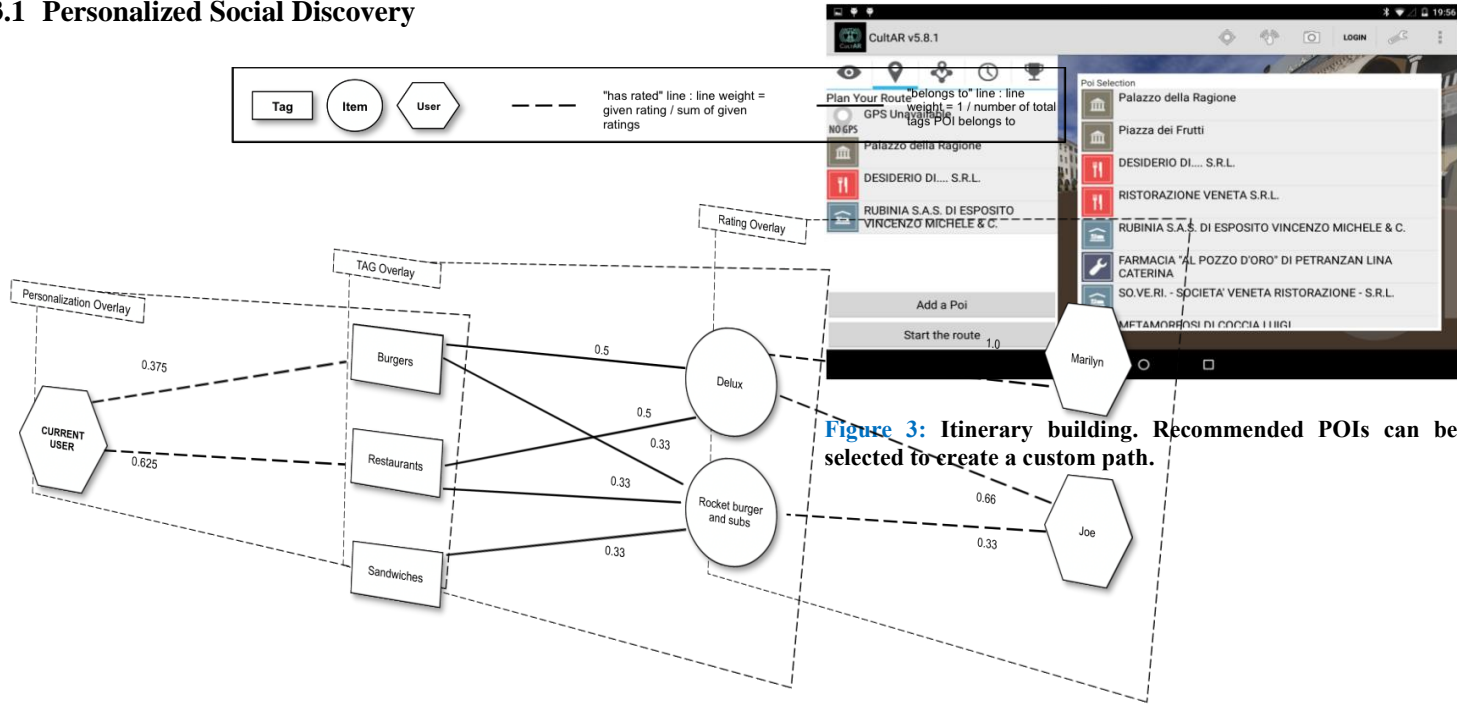 3.1 Personalized Social Discovery
Tag
Item
User
"has rated" line : line weight =
given rating / sum of given
ratings
"belongs to" line : line
weight = 1 / number of total
tags POI belongs to
19:56
CultAR v5.8.1
LOGIN
Plan Your Route
GPS Unavailable
NO GPS
Palazzo della Ragione
DESIDERIO DI.... S.R.L.
RUBINIA S.A.S. DI ESPOSITO
VINCENZO MICHELE & C.
Add a Poi
Start the route
Poi Selection
Palazzo della Ragione
Piazza dei Frutti
DESIDERIO DI.... S.R.L.
RISTORAZIONE VENETA S.R.L.
RUBINIA S.A.S. DI ESPOSITO VINCENZO MICHELE & C.
FARMACIA "AL POZZO D'ORO" DI PETRANZAN LINA
CATERINA
SO.VE.RI. - SOCIETA' VENETA RISTORAZIONE - S.R.L.
METAMORFOSI DI COCCIA LUIGI
Figure 3: Itinerary building. Recommended POIs can be
selected to create a custom path.
Personalization Overlay
TAG Overlay
Rating Overlay
CURRENT
USER
0.375
0.625
Burgers
Restaurants
Sandwiches
0.5
0.5
0.33
0.33
0.33
Delux
Rocket burger
and subs
1.0
0.66
0.33
Marilyn
Joe